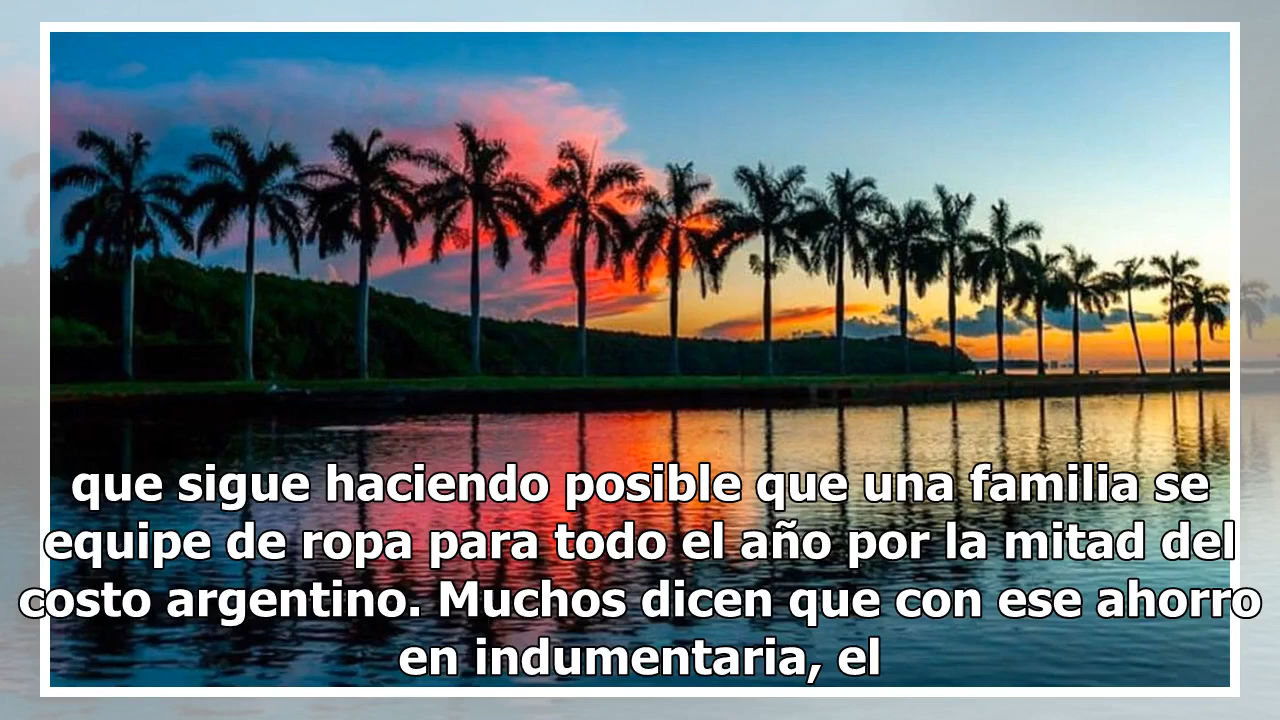 que sigue haciendo posible que una familia se
equipe de ropa para todo el año por la mitad del
costo argentino. Muchos dicen que con ese ahorro
en indumentaria, el